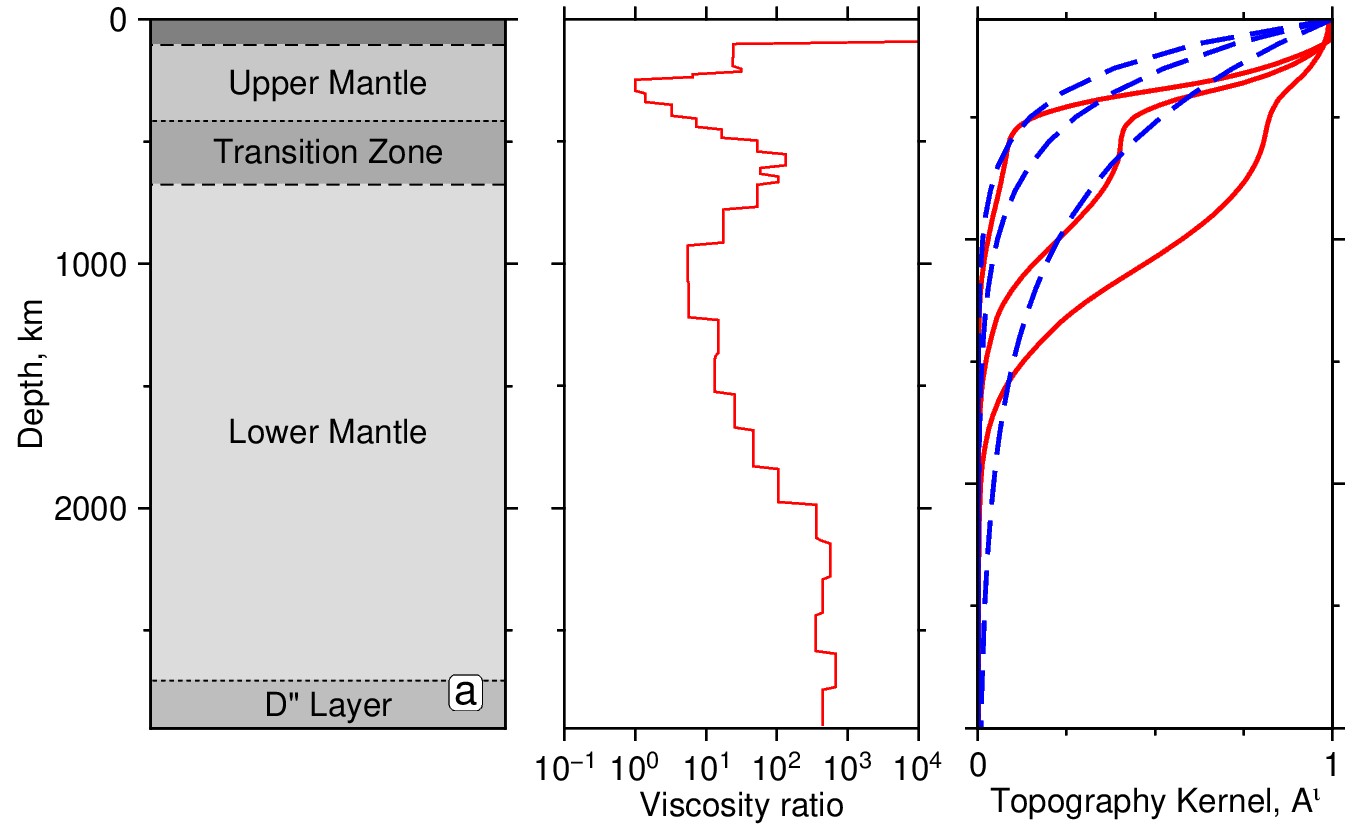 0
1000
2000
Depth, km
Upper Mantle
Transition Zone
Lower Mantle
D" Layer
a
10⁻¹ 10⁰ 10¹ 10² 10³ 10⁴
Viscosity ratio
0 1
Topography Kernel, Aˡ